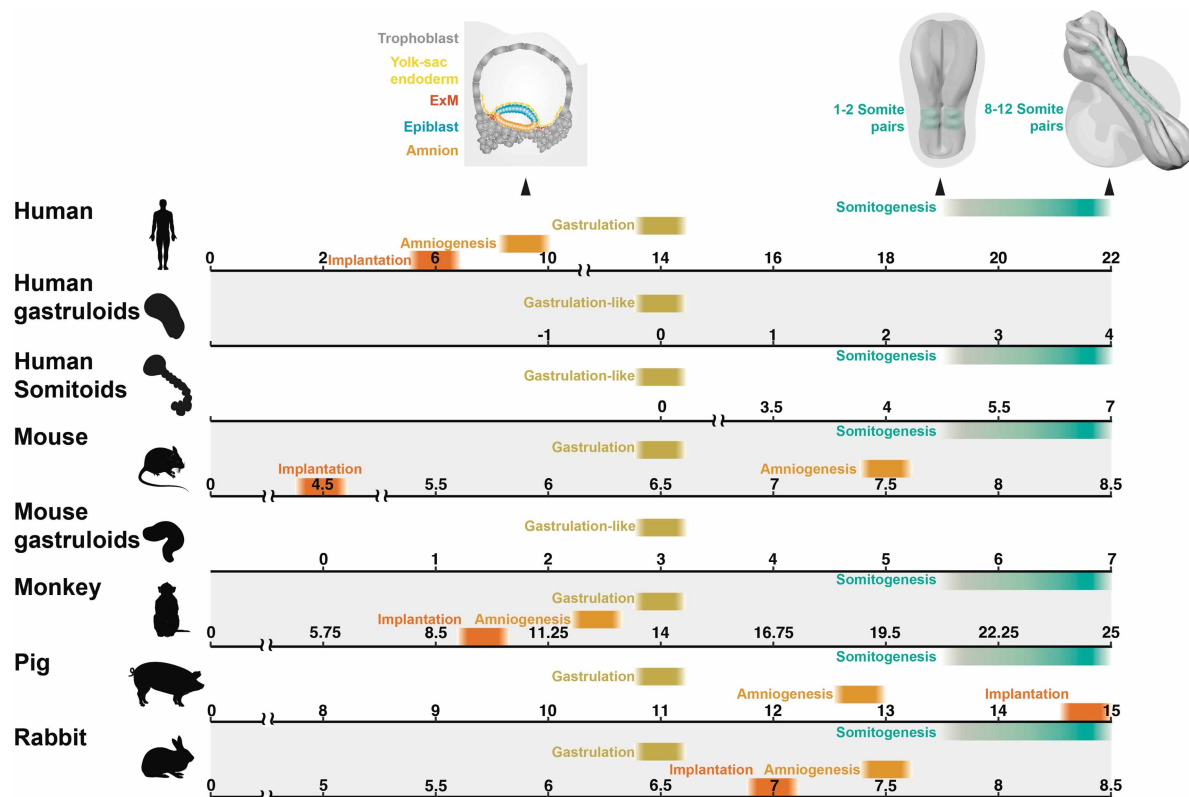 Trophoblast
Yolk-sac
endoderm
ExM
Epiblast
Amnion
1-2 Somite
pairs
8-12 Somite
pairs
Human
Somitogenesis
Gastrulation
Amniogenesis
Implantation
0 2 6 10 14 16 18 20 22
Human
gastruloids
Gastrulation-like
-1 0 1 2 3 4
Human
Somitoids
Somitogenesis
Gastrulation-like
0 3.5 4 5.5 7
Mouse
Somitogenesis
Gastrulation
Implantation
Amniogenesis
0 4.5 5.5 6 6.5 7 7.5 8 8.5
Mouse
gastruloids
Gastrulation-like
0 1 2 3 4 5 6 7
Monkey
Somitogenesis
Gastrulation
Implantation Amniogenesis
0 5.75 8.5 11.25 14 16.75 19.5 22.25 25
Pig
Somitogenesis
Gastrulation
Amniogenesis Implantation
0 8 9 10 11 12 13 14 15
Rabbit
Somitogenesis
Gastrulation
Implantation Amniogenesis
0 5 5.5 6 6.5 7 7.5 8 8.5